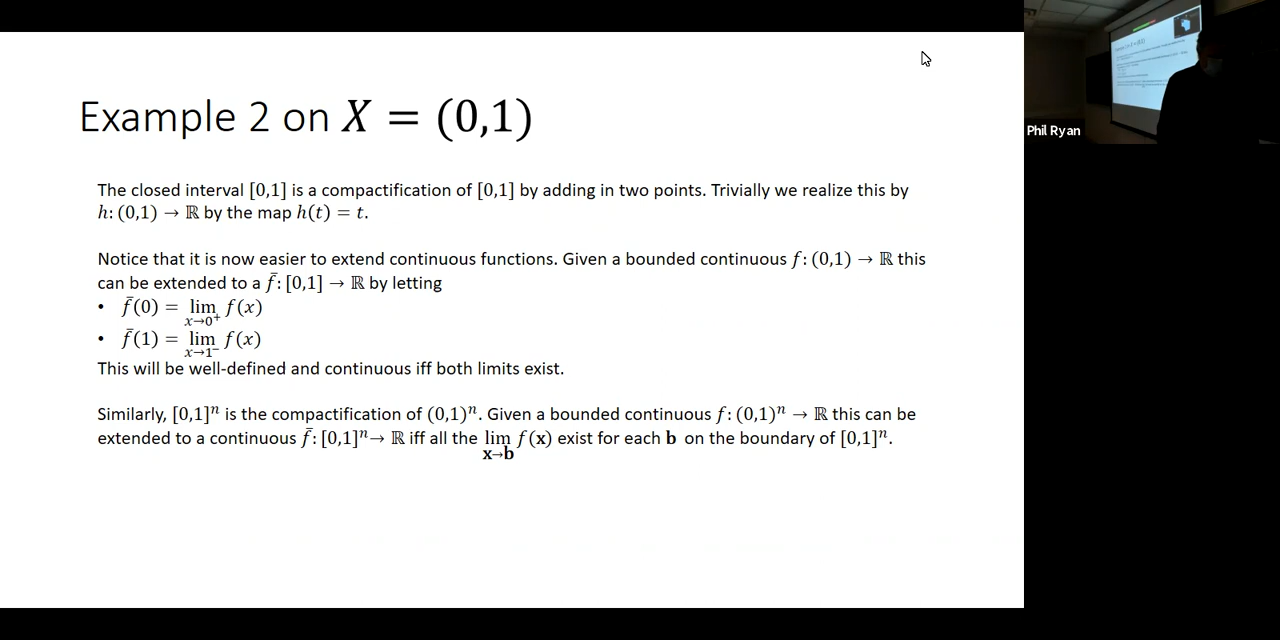 Example 2 on X = (0,1)
The closed interval [0,1] is a compactification of [0,1] by adding in two points. Trivially we realize this by
h: (0,1) → ℝ by the map h(t) = t.
Notice that it is now easier to extend continuous functions. Given a bounded continuous f: (0,1) → ℝ this
can be extended to a f̄: [0,1] → ℝ by letting
• f̄(0) = lim_{x→0⁺} f(x)
• f̄(1) = lim_{x→1⁻} f(x)
This will be well-defined and continuous iff both limits exist.
Similarly, [0,1]ⁿ is the compactification of (0,1)ⁿ. Given a bounded continuous f: (0,1)ⁿ → ℝ this can be
extended to a continuous f̄: [0,1]ⁿ→ ℝ iff all the lim_{x→b} f(x) exist for each b on the boundary of [0,1]ⁿ.
Phil Ryan